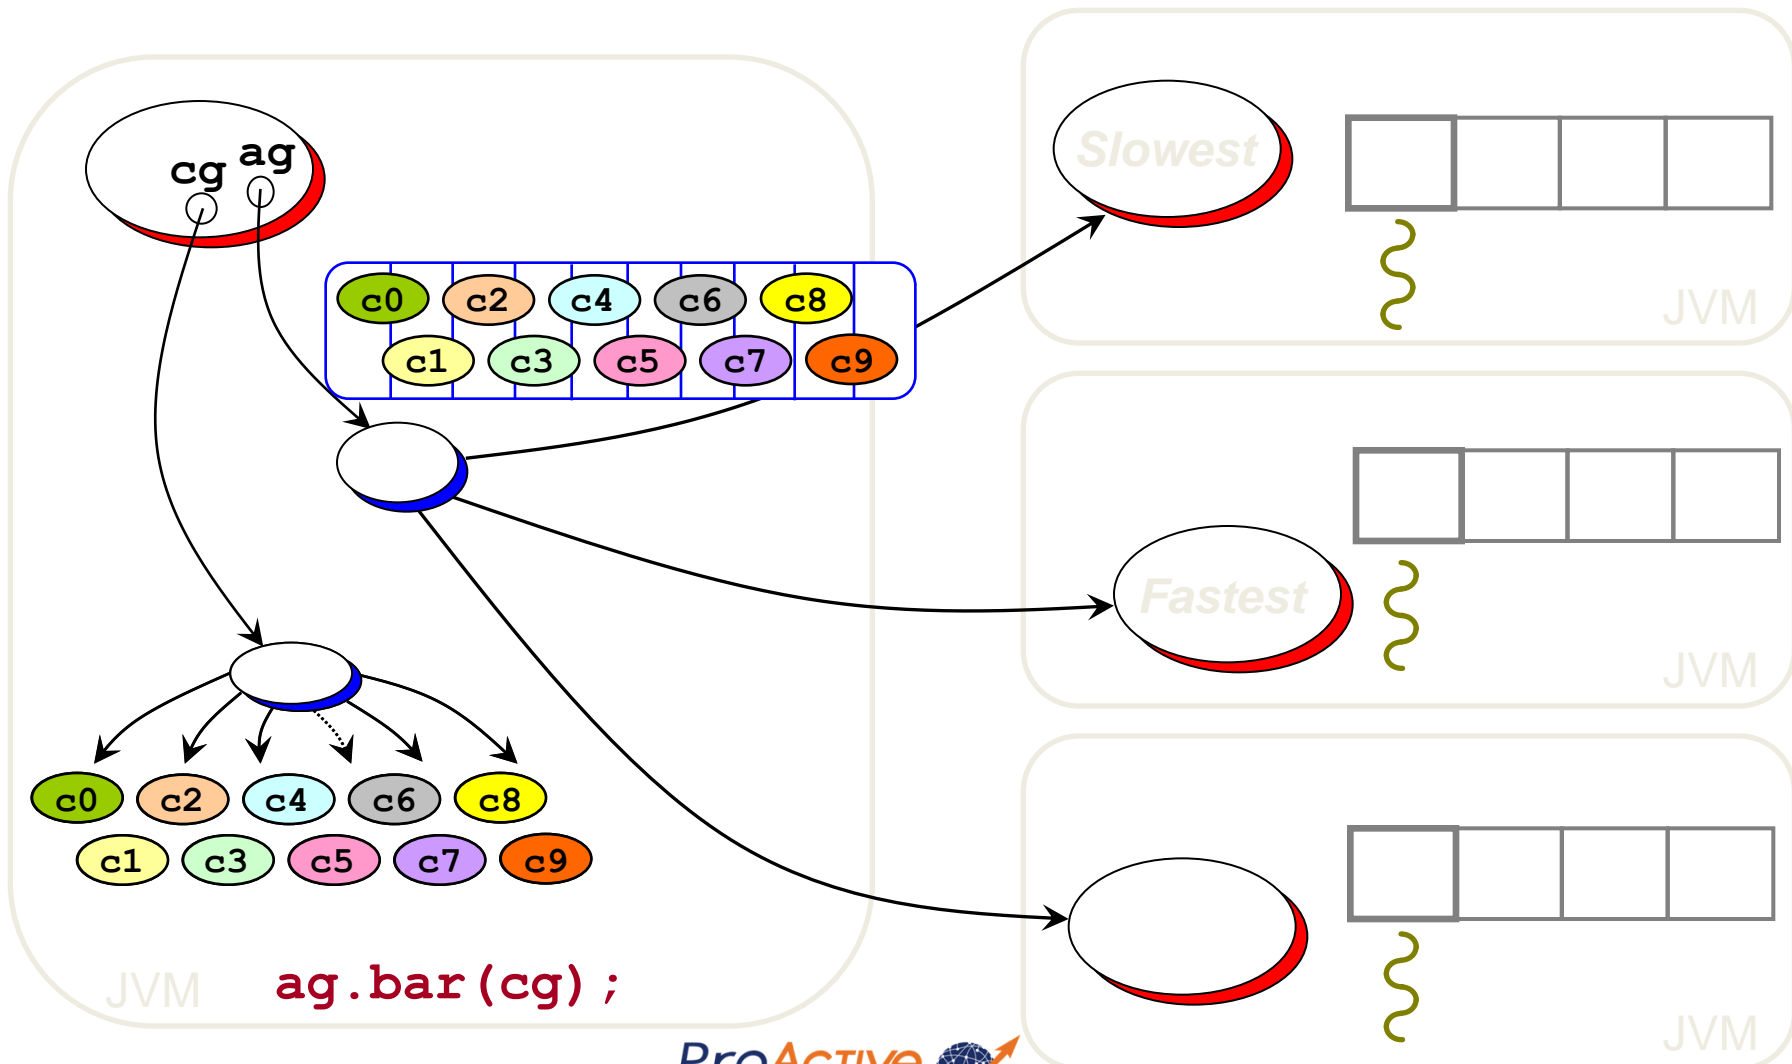 cg ag
c0 c2 c4 c6 c8
c1 c3 c5 c7 c9
c0 c2 c4 c6 c8
c1 c3 c5 c7 c9
JVM
ag.bar(cg);
Slowest
JVM
Fastest
JVM
JVM
ProActive